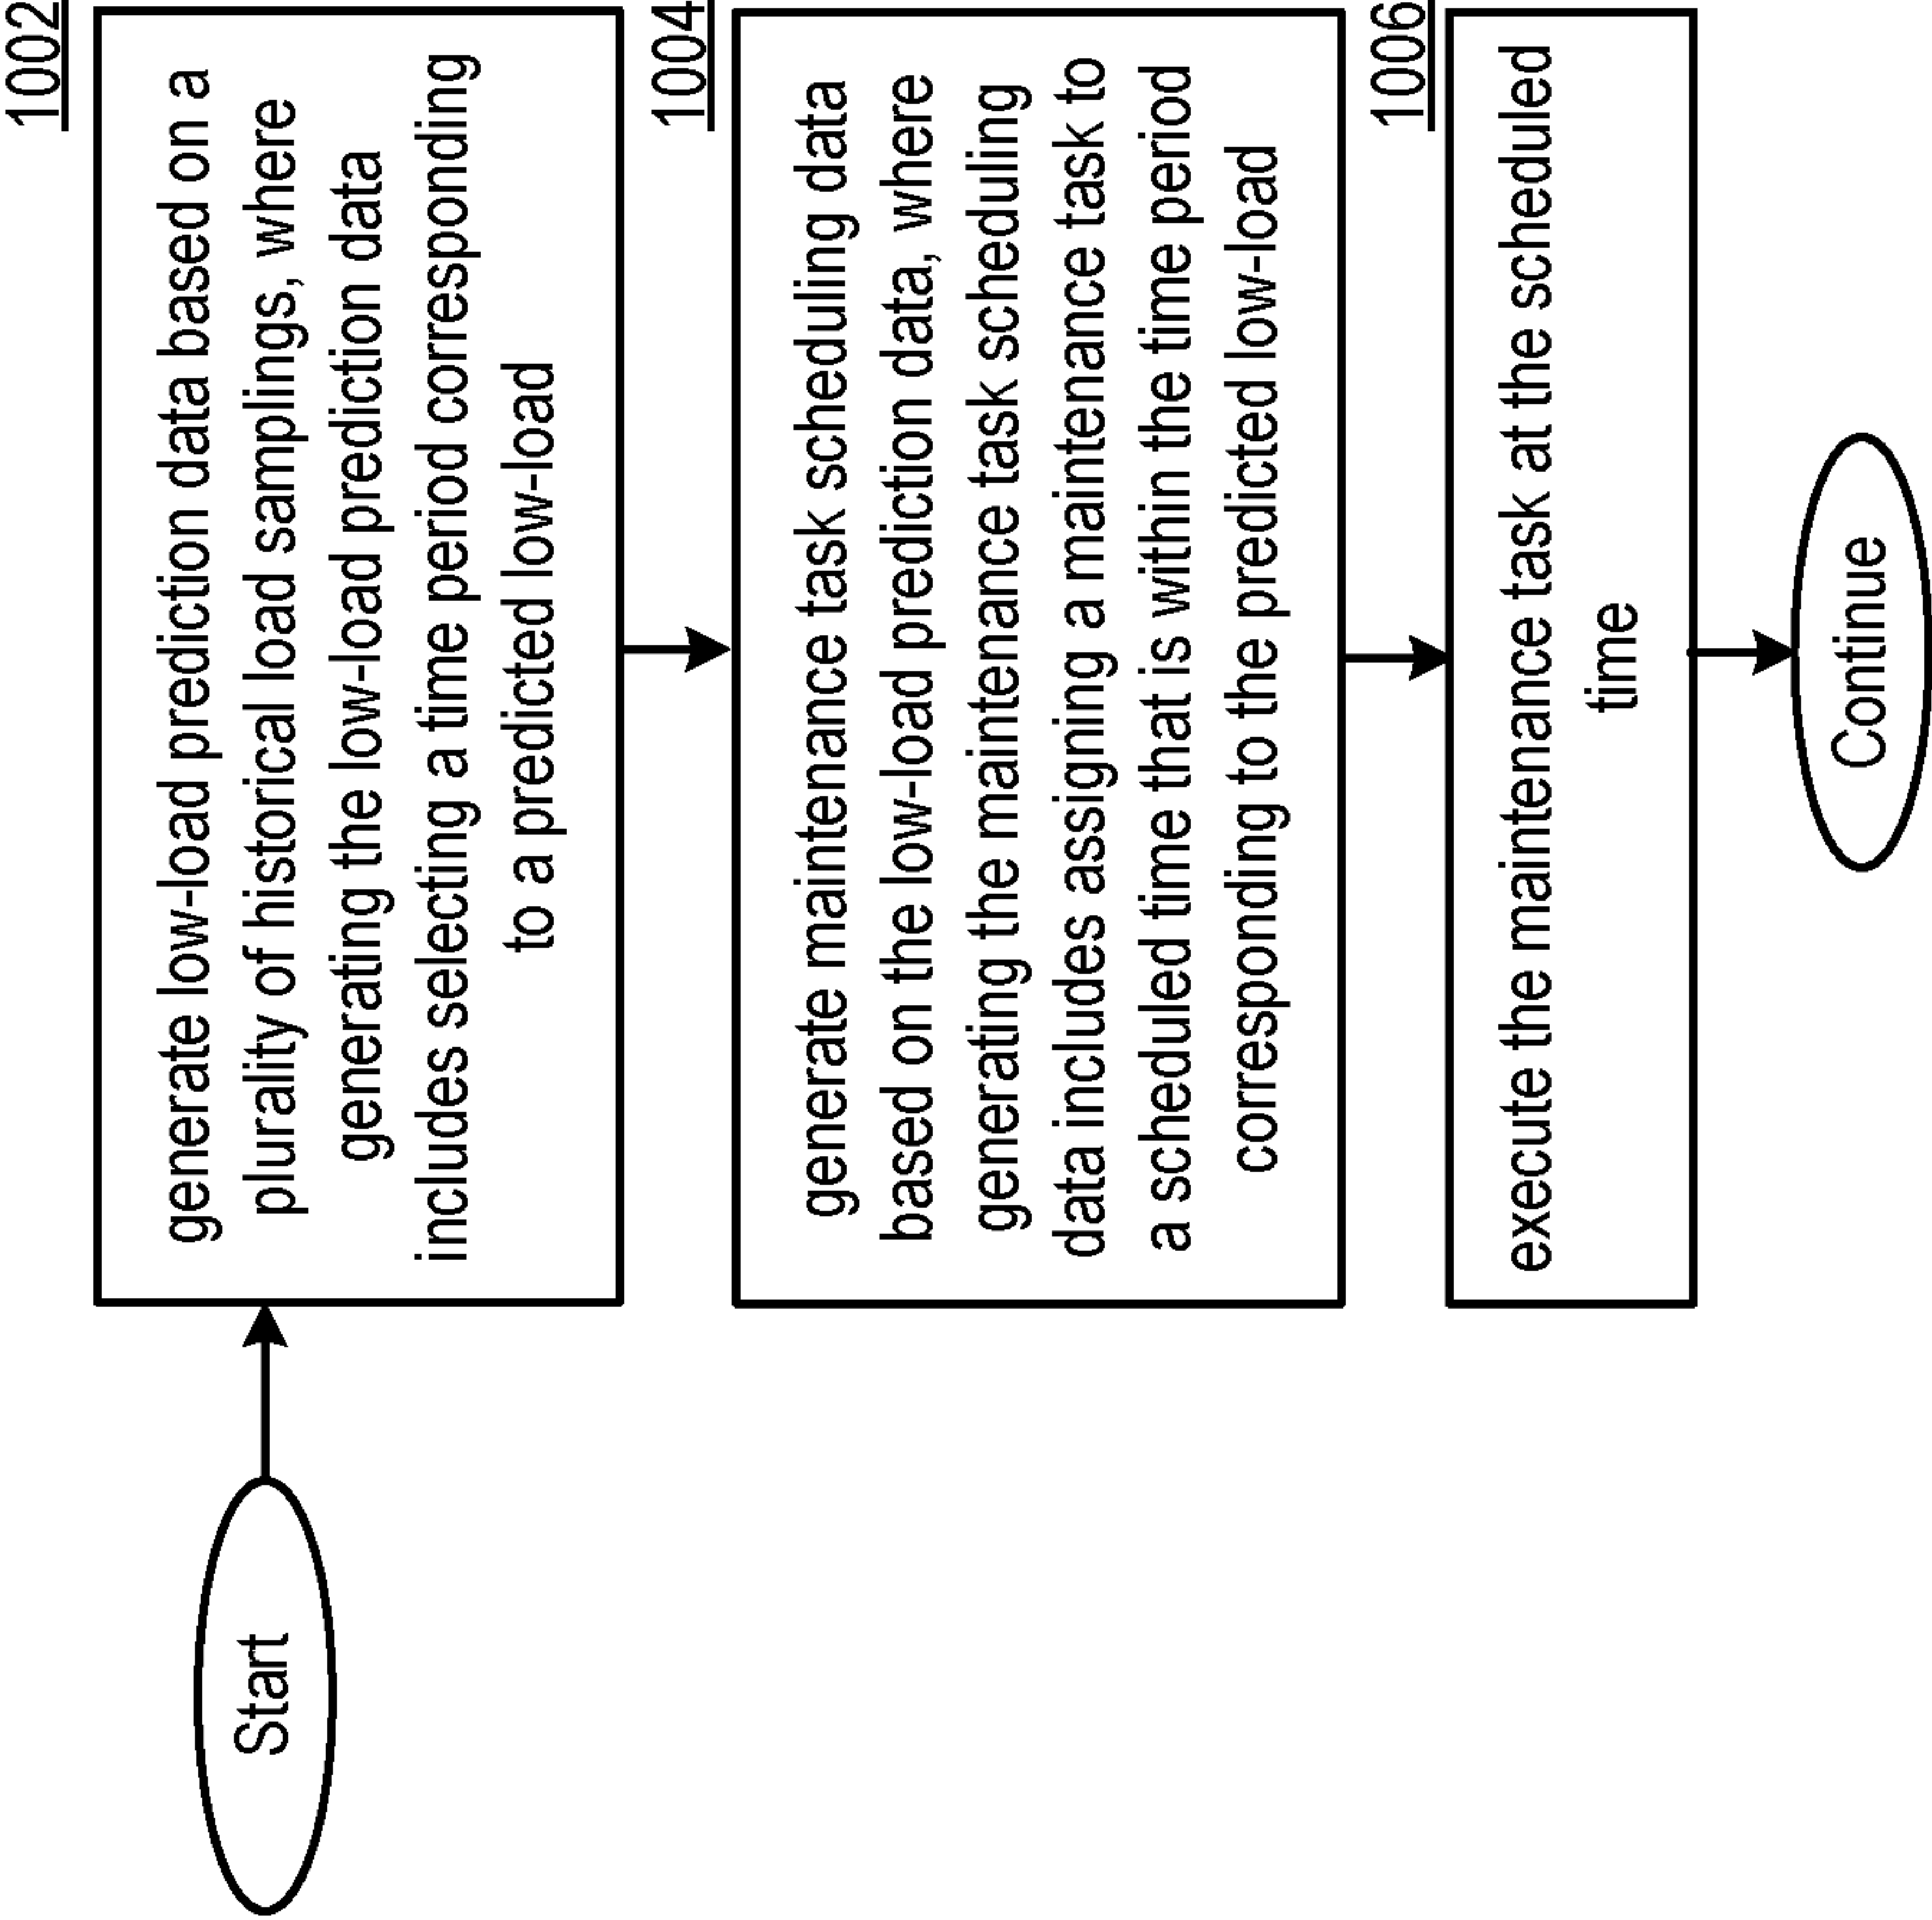 Start
1002
generate low-load prediction data based on a
plurality of historical load samplings, where
generating the low-load prediction data
includes selecting a time period corresponding
to a predicted low-load
1004
generate maintenance task scheduling data
based on the low-load prediction data, where
generating the maintenance task scheduling
data includes assigning a maintenance task to
a scheduled time that is within the time period
corresponding to the predicted low-load
1006
execute the maintenance task at the scheduled
time
Continue